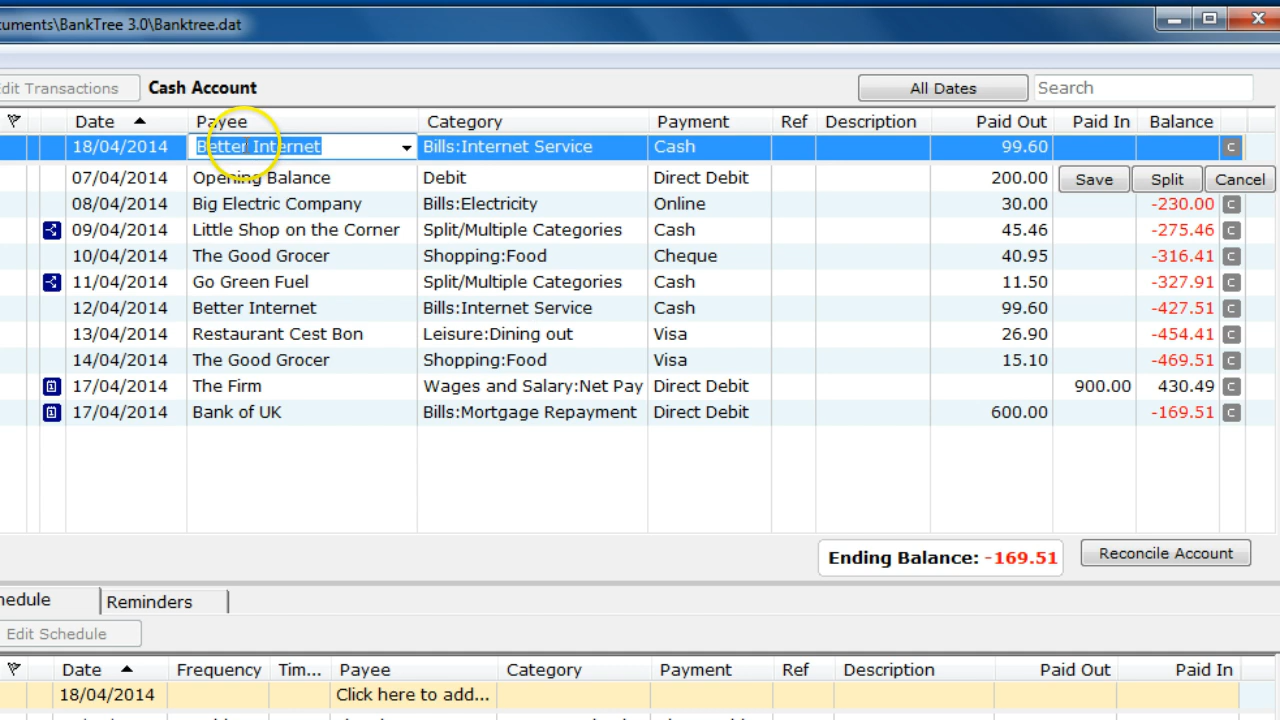 cuments\BankTree 3.0\Banktree.dat
dit Transactions Cash Account All Dates Search
Date Payee Category Payment Ref Description Paid Out Paid In Balance
18/04/2014 Better Internet Bills:Internet Service Cash 99.60 C
07/04/2014 Opening Balance Debit Direct Debit 200.00 Save Split Cancel
08/04/2014 Big Electric Company Bills:Electricity Online 30.00 -230.00 C
09/04/2014 Little Shop on the Corner Split/Multiple Categories Cash 45.46 -275.46 C
10/04/2014 The Good Grocer Shopping:Food Cheque 40.95 -316.41 C
11/04/2014 Go Green Fuel Split/Multiple Categories Cash 11.50 -327.91 C
12/04/2014 Better Internet Bills:Internet Service Cash 99.60 -427.51 C
13/04/2014 Restaurant Cest Bon Leisure:Dining out Visa 26.90 -454.41 C
14/04/2014 The Good Grocer Shopping:Food Visa 15.10 -469.51 C
1 17/04/2014 The Firm Wages and Salary:Net Pay Direct Debit 900.00 430.49 C
1 17/04/2014 Bank of UK Bills:Mortgage Repayment Direct Debit 600.00 -169.51 C
Ending Balance: -169.51 Reconcile Account
hedule Reminders
Edit Schedule
Date Frequency Tim... Payee Category Payment Ref Description Paid Out Paid In
18/04/2014 Click here to add...